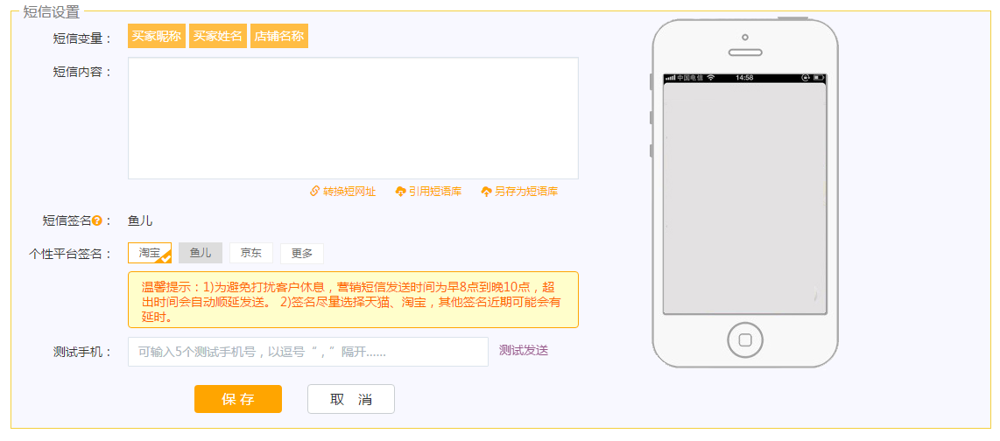 短信设置
短信变量：
买家昵称 买家姓名 店铺名称
短信内容：
转换短网址 引用短语库 另存为短语库
短信签名?： 鱼儿
个性平台签名： 淘宝 鱼儿 京东 更多
温馨提示：1)为避免打扰客户休息，营销短信发送时间为早8点到晚10点，超
出时间会自动顺延发送。 2)签名尽量选择天猫、淘宝，其他签名近期可能会有
延时。
测试手机： 可输入5个测试手机号，以逗号“，”隔开...... 测试发送
保 存 取 消
中国电信 14:58